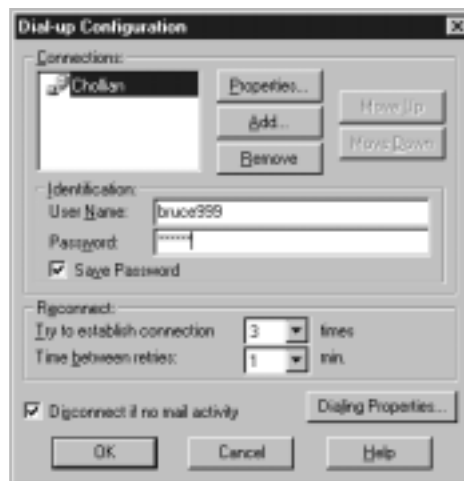 Dial-up Configuration
Connections:
Chollian
Properties...
Add...
Remove
Move Up
Move Down
Identification:
User Name: bruce999
Password: ******
Save Password
Reconnect:
Try to establish connection 3 times
Time between retries: 1 min.
Disconnect if no mail activity
Dialing Properties...
OK Cancel Help